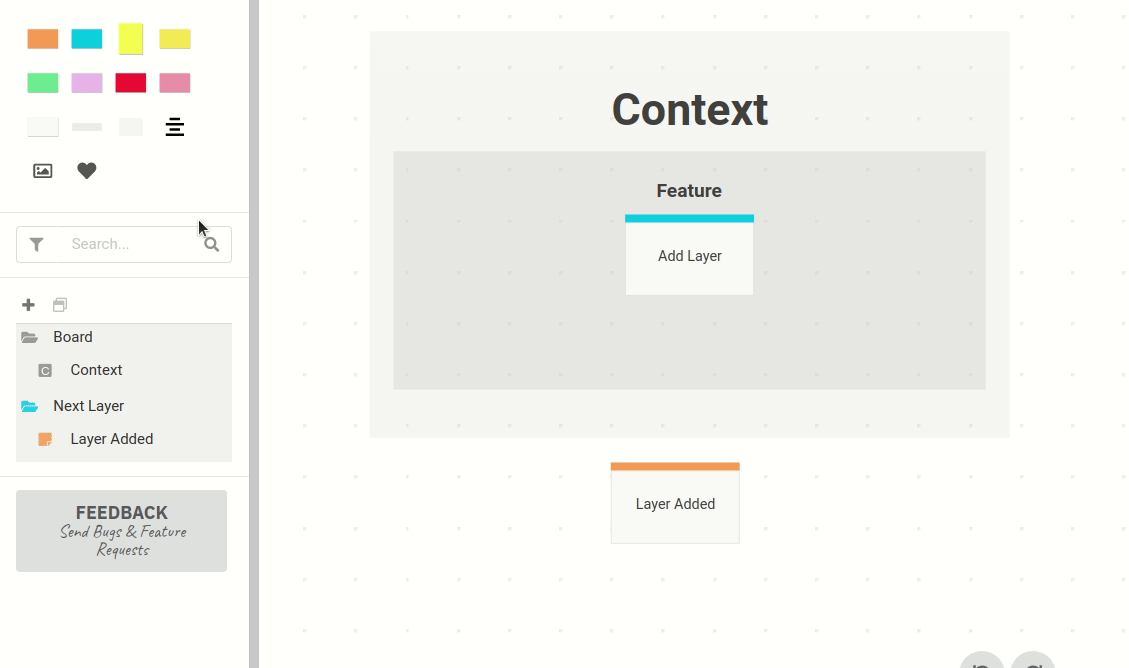 Search...
Board
C
Context
Next Layer
Layer Added
FEEDBACK
Send Bugs & Feature
Requests
Context
Feature
Add Layer
Layer Added